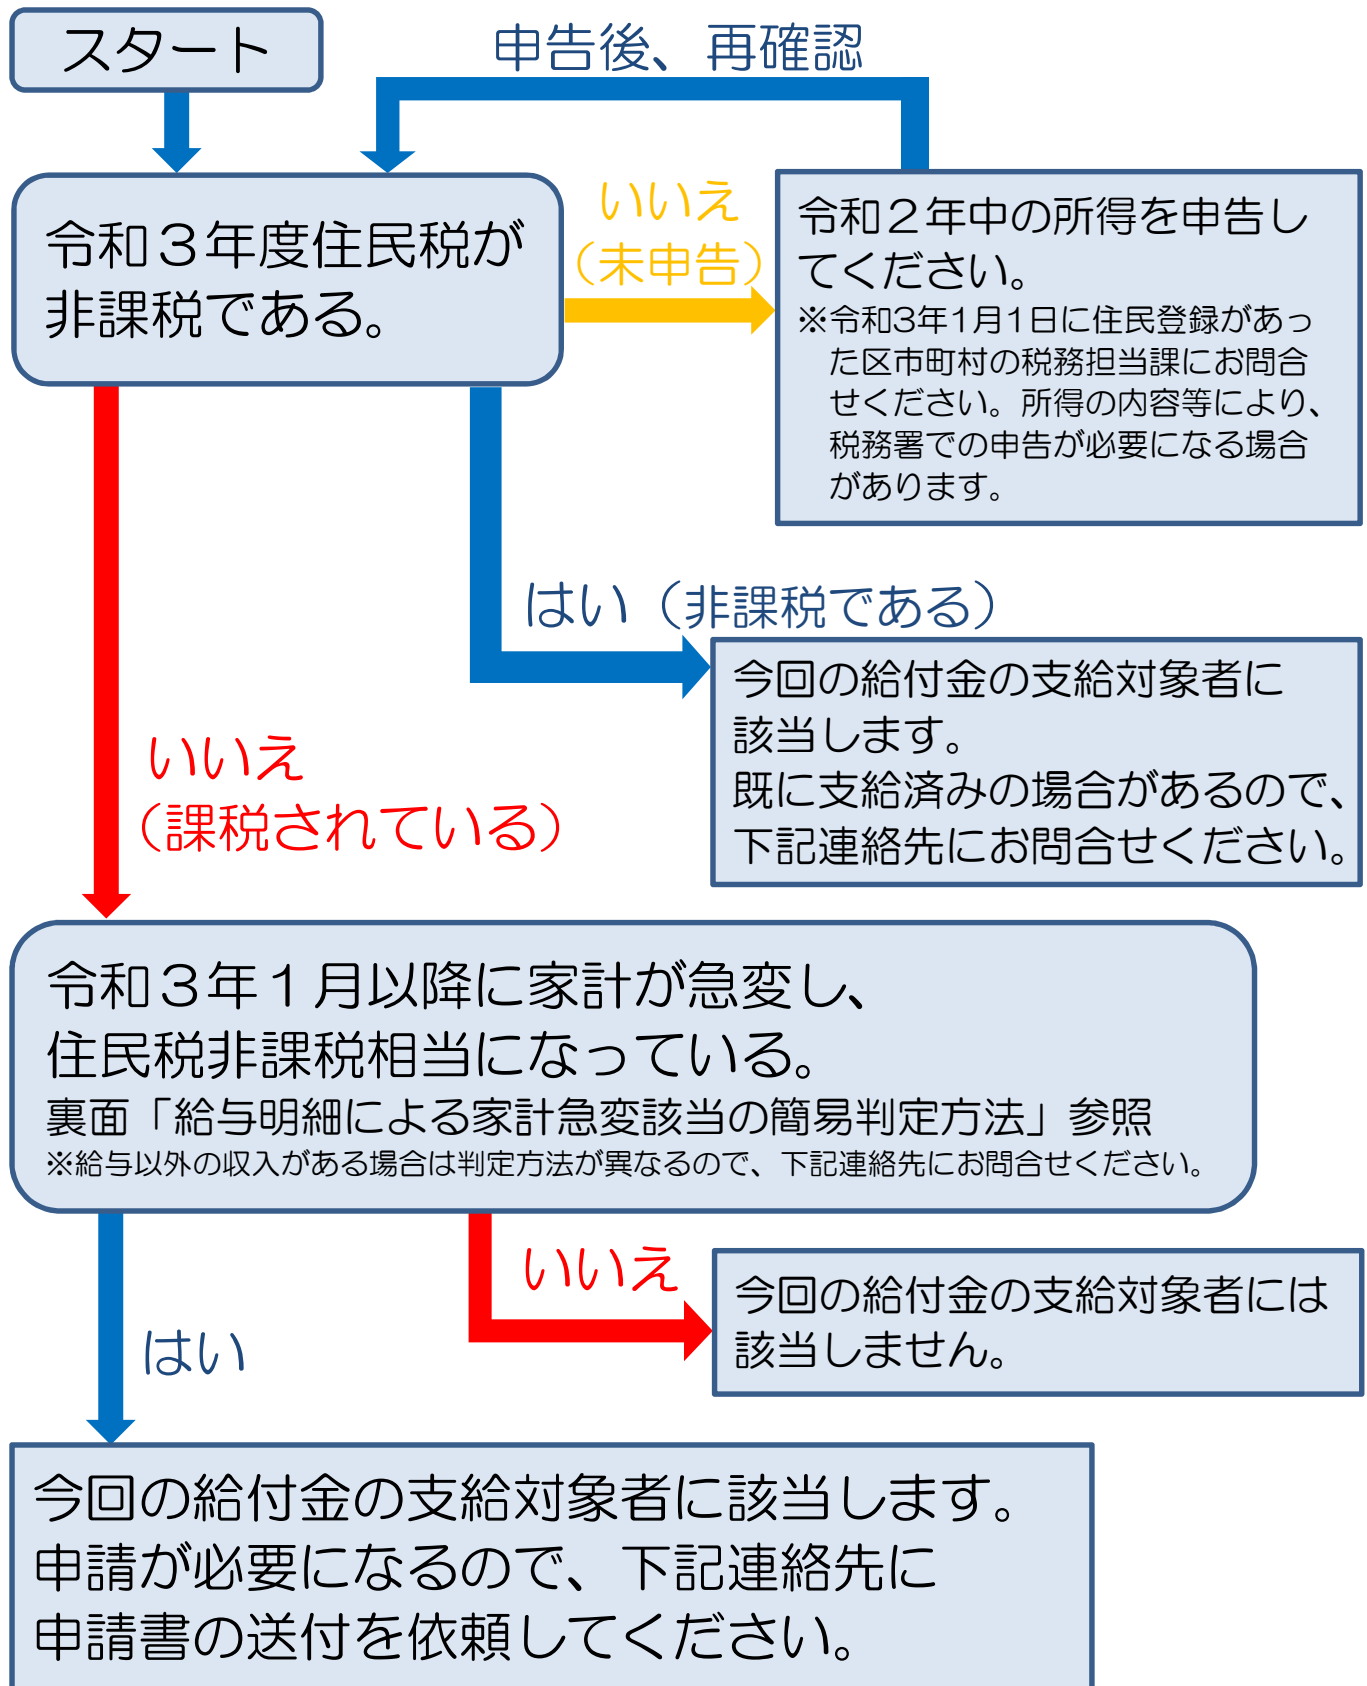 スタート
申告後、再確認
令和３年度住民税が
非課税である。
いいえ
（未申告）
令和２年中の所得を申告し
てください。
※令和3年1月1日に住民登録があっ
た区市町村の税務担当課にお問合
せください。所得の内容等により、
税務署での申告が必要になる場合
があります。
はい（非課税である）
今回の給付金の支給対象者に
該当します。
既に支給済みの場合があるので、
下記連絡先にお問合せください。
いいえ
（課税されている）
令和３年１月以降に家計が急変し、
住民税非課税相当になっている。
裏面「給与明細による家計急変該当の簡易判定方法」参照
※給与以外の収入がある場合は判定方法が異なるので、下記連絡先にお問合せください。
いいえ
今回の給付金の支給対象者には
該当しません。
はい
今回の給付金の支給対象者に該当します。
申請が必要になるので、下記連絡先に
申請書の送付を依頼してください。